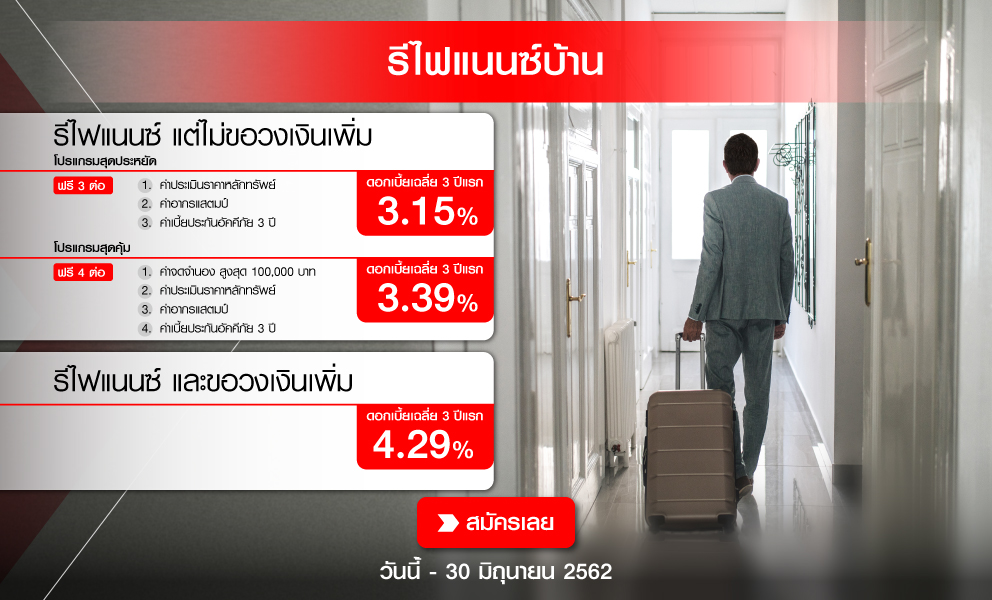 รีไฟแนนซ์บ้าน
รีไฟแนนซ์ แต่ไม่ขอวงเงินเพิ่ม
โปรแกรมสุดประหยัด
ฟรี 3 ต่อ
1. ค่าประเมินราคาหลักทรัพย์
2. ค่าอากรแสตมป์
3. ค่าเบี้ยประกันอัคคีภัย 3 ปี
ดอกเบี้ยเฉลี่ย 3 ปีแรก
3.15%
โปรแกรมสุดคุ้ม
ฟรี 4 ต่อ
1. ค่าจดจำนอง สูงสุด 100,000 บาท
2. ค่าประเมินราคาหลักทรัพย์
3. ค่าอากรแสตมป์
4. ค่าเบี้ยประกันอัคคีภัย 3 ปี
ดอกเบี้ยเฉลี่ย 3 ปีแรก
3.39%
รีไฟแนนซ์ และขอวงเงินเพิ่ม
ดอกเบี้ยเฉลี่ย 3 ปีแรก
4.29%
สมัครเลย
วันนี้ - 30 มิถุนายน 2562